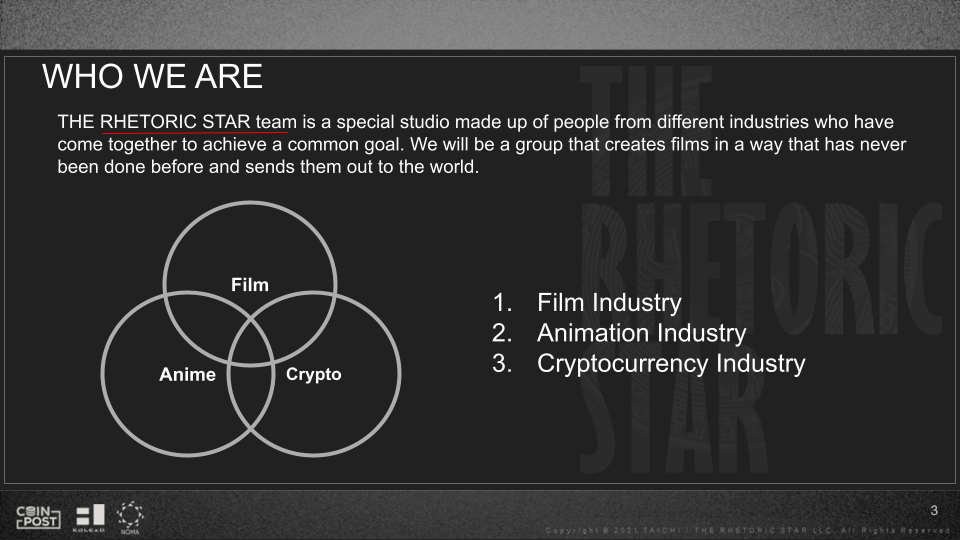 WHO WE ARE
THE RHETORIC STAR team is a special studio made up of people from different industries who have
come together to achieve a common goal. We will be a group that creates films in a way that has never
been done before and sends them out to the world.
THE
RHETORIC
STAR
Film
Anime
Crypto
1. Film Industry
2. Animation Industry
3. Cryptocurrency Industry
COIN
POST
EOLEAD
NOMA
3
Copyright © 2021 TAICHI / THE RHETORIC STAR LLC. All Rights Reserved.